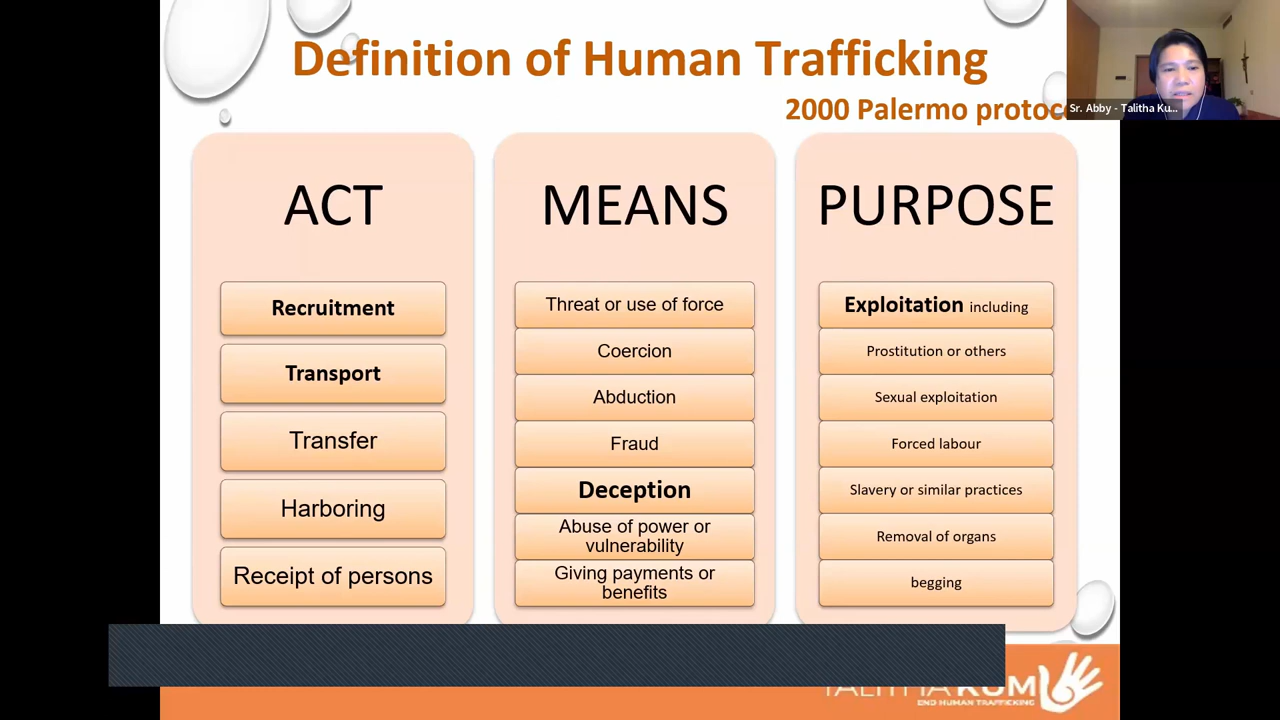 Definition of Human Trafficking
2000 Palermo protoc
Sr. Abby - Talitha Ku...
ACT
Recruitment
Transport
Transfer
Harboring
Receipt of persons
MEANS
Threat or use of force
Coercion
Abduction
Fraud
Deception
Abuse of power or
vulnerability
Giving payments or
benefits
PURPOSE
Exploitation including
Prostitution or others
Sexual exploitation
Forced labour
Slavery or similar practices
Removal of organs
begging
TALITHA KUM
END HUMAN TRAFFICKING